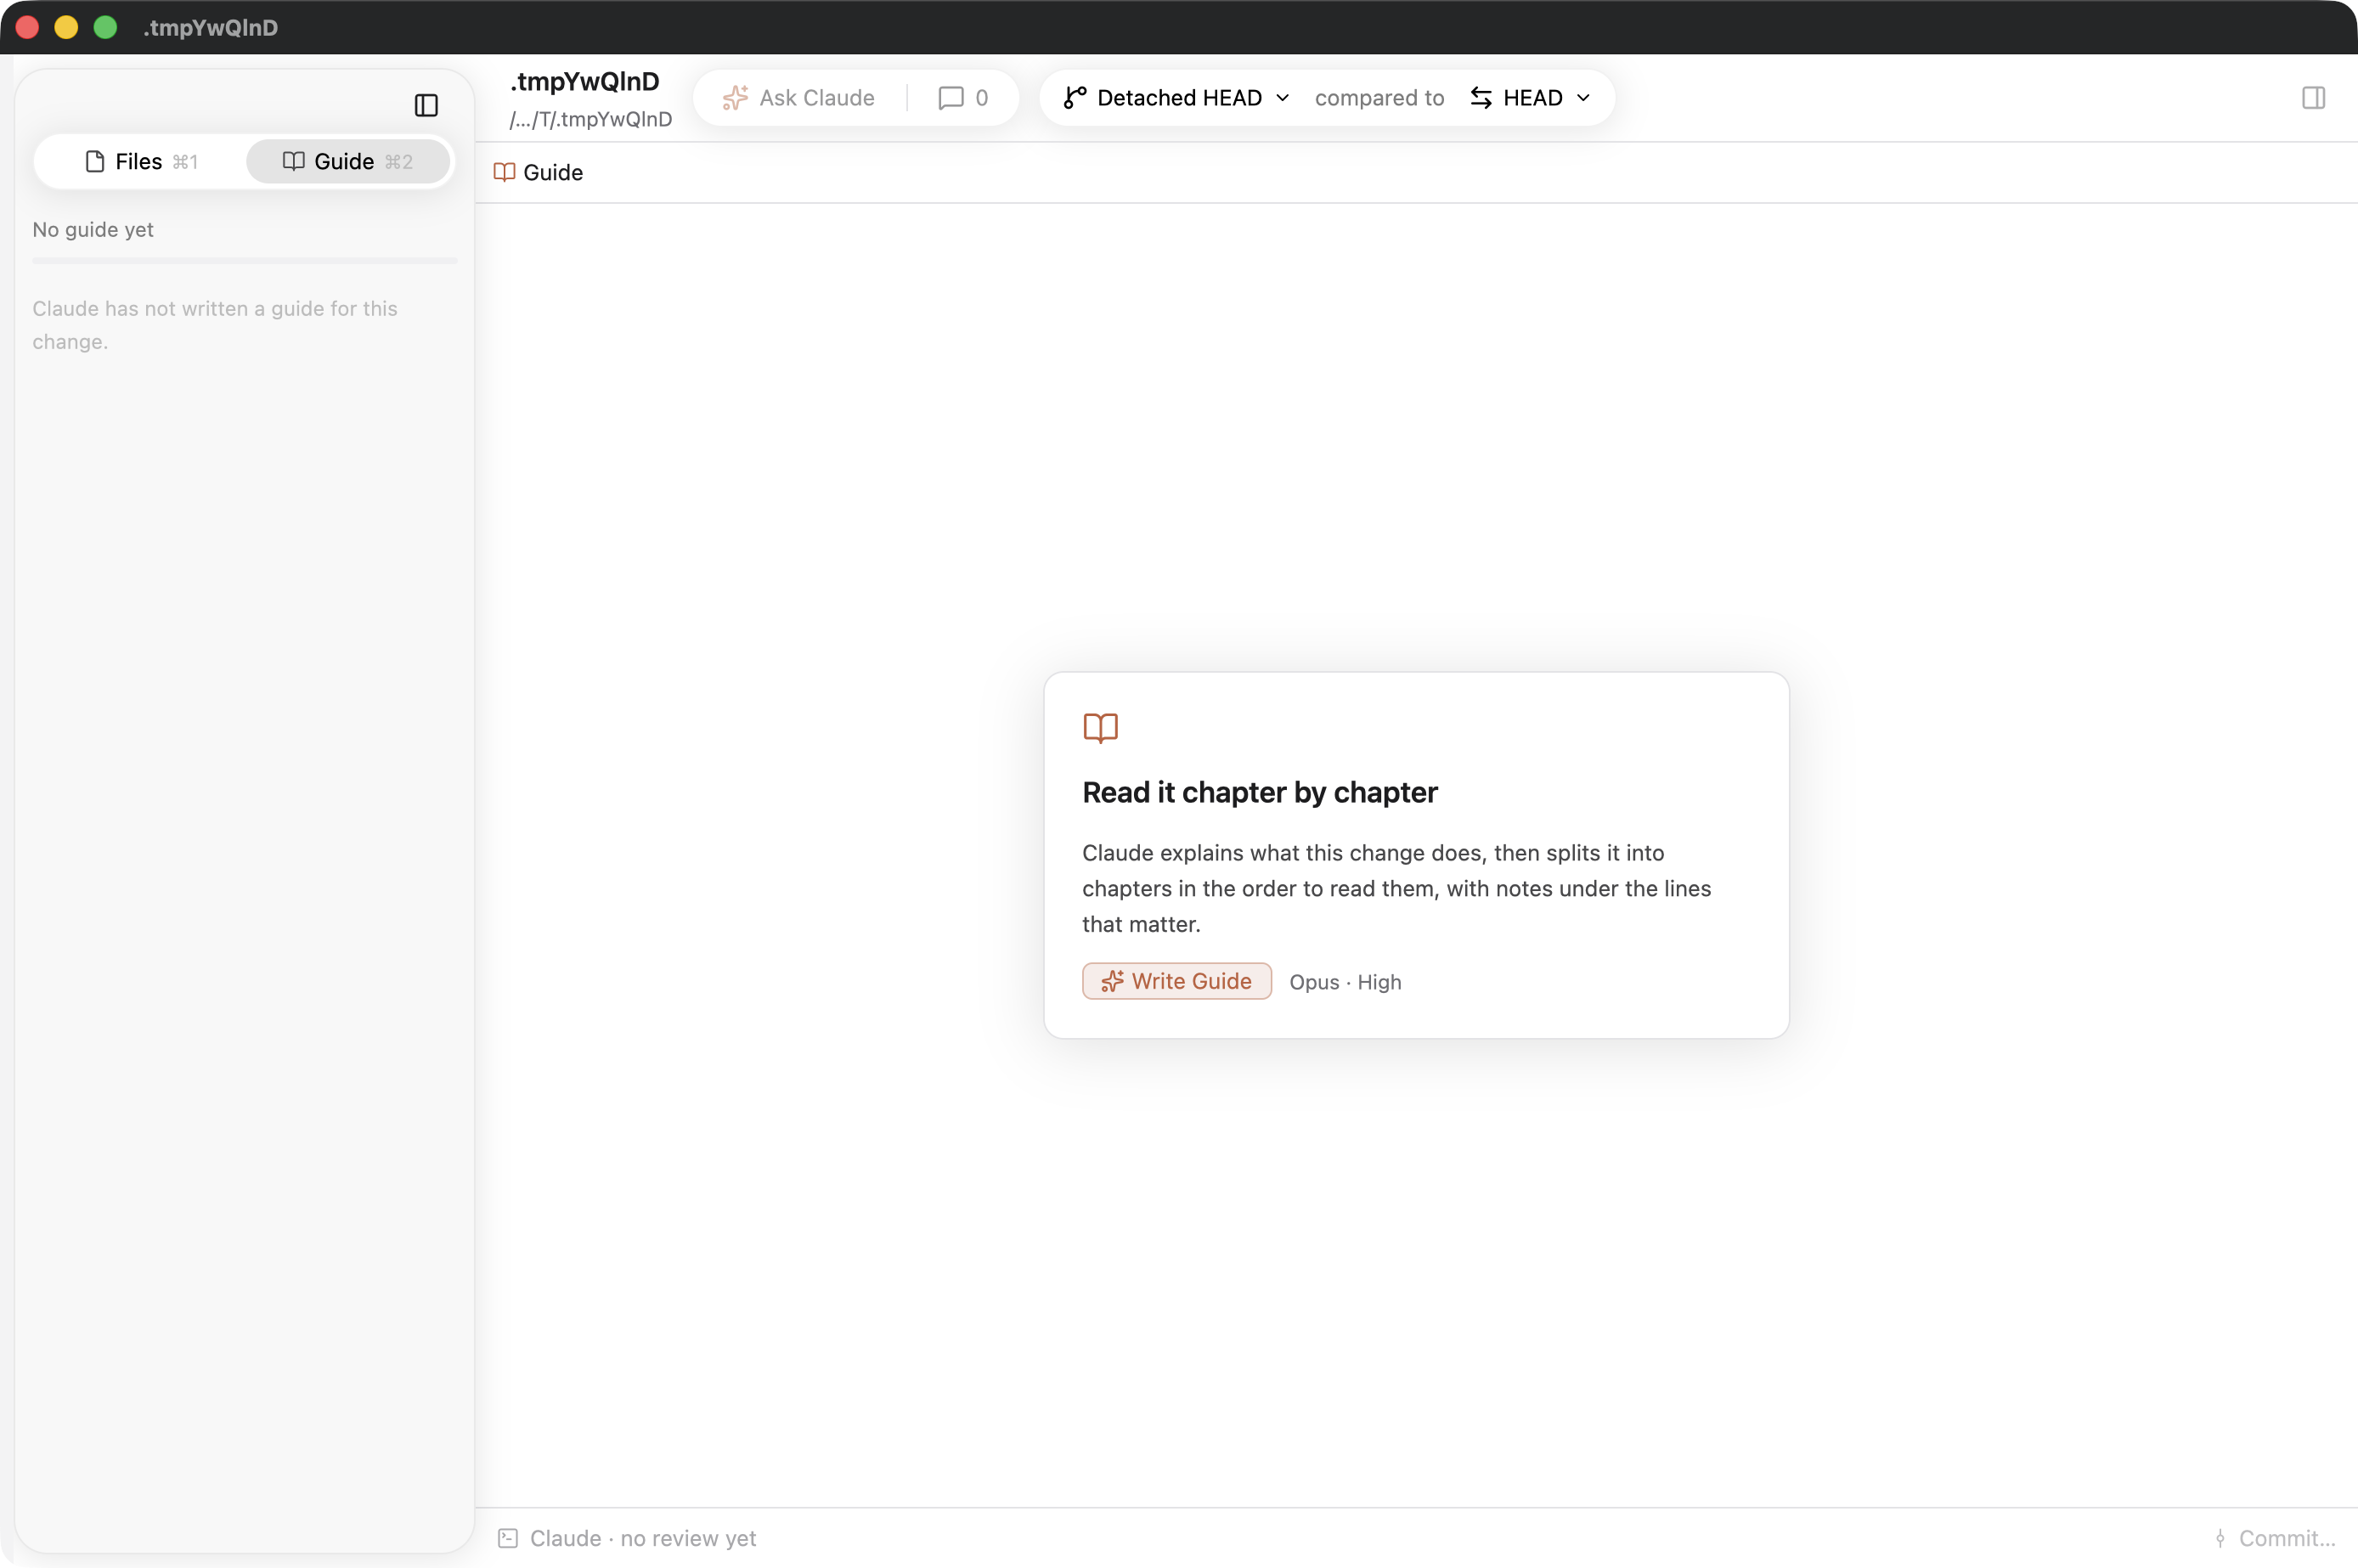 .tmpYwQlnD
Files ⌘1
Guide ⌘2
No guide yet
Claude has not written a guide for this
change.
.tmpYwQlnD
/.../T/.tmpYwQlnD
Ask Claude
0
Detached HEAD
compared to
HEAD
Guide
Read it chapter by chapter
Claude explains what this change does, then splits it into
chapters in the order to read them, with notes under the lines
that matter.
Write Guide
Opus · High
Claude · no review yet
Commit...